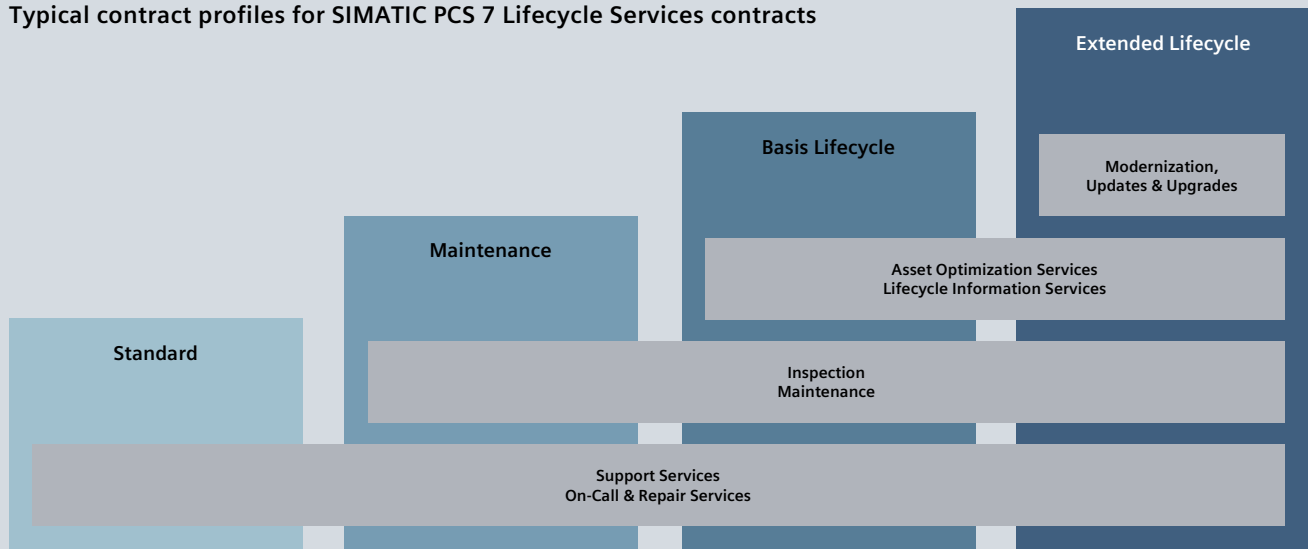 Typical contract profiles for SIMATIC PCS 7 Lifecycle Services contracts
Extended Lifecycle
Basis Lifecycle
Modernization,
Updates & Upgrades
Maintenance
Asset Optimization Services
Lifecycle Information Services
Standard
Inspection
Maintenance
Support Services
On-Call & Repair Services